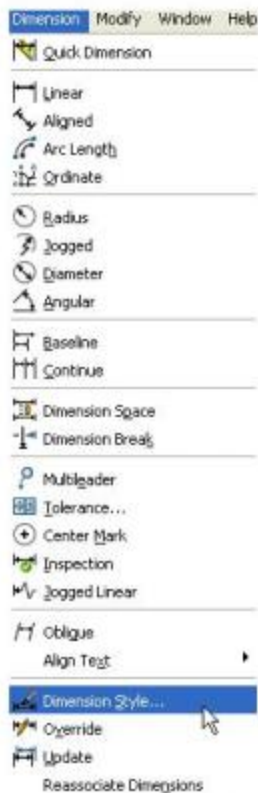 Dimension Modify Window Help
Quick Dimension
Linear
Aligned
Arc Length
Ordinate
Radius
Jogged
Diameter
Angular
Baseline
Continue
Dimension Space
Dimension Break
Multileader
Tolerance...
Center Mark
Inspection
Jogged Linear
Oblique
Align Text
Dimension Style...
Override
Update
Reassociate Dimensions